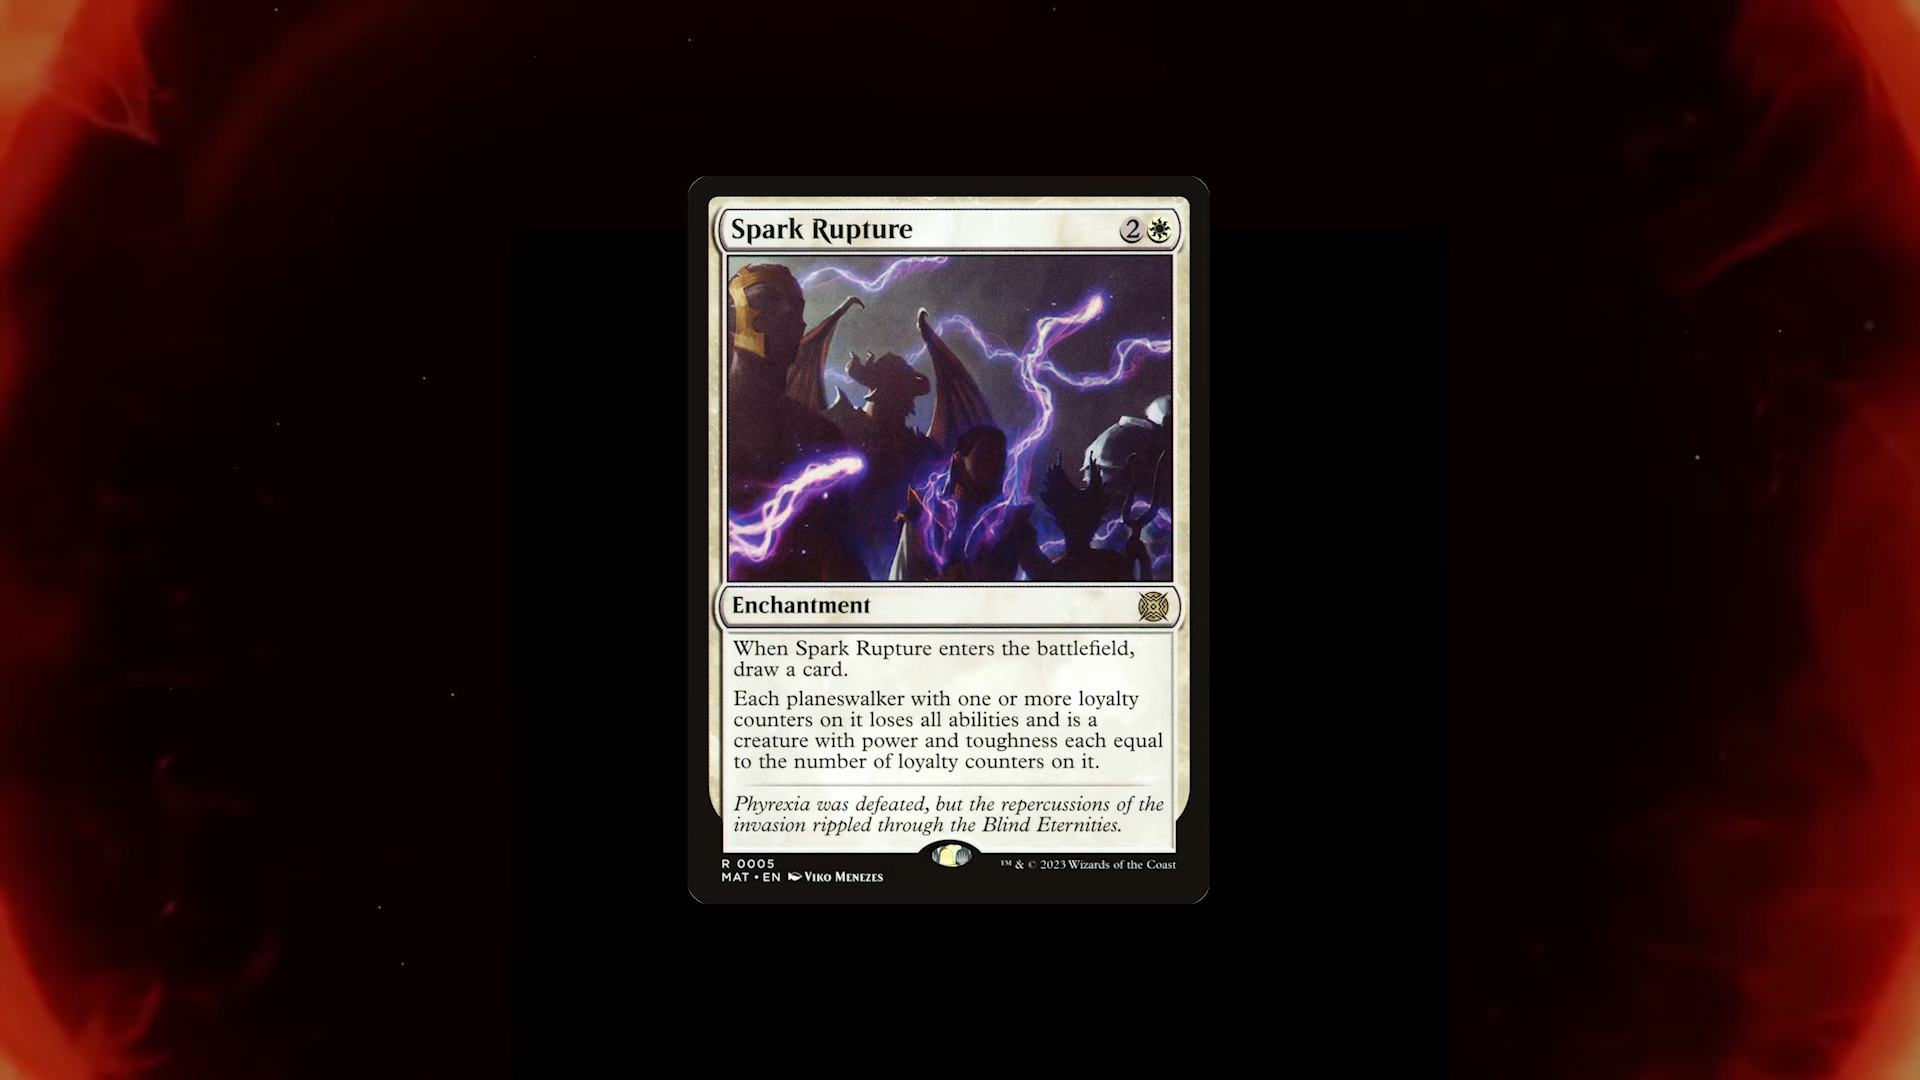 Spark Rupture 2
Enchantment
When Spark Rupture enters the battlefield,
draw a card.
Each planeswalker with one or more loyalty
counters on it loses all abilities and is a
creature with power and toughness each equal
to the number of loyalty counters on it.
Phyrexia was defeated, but the repercussions of the
invasion rippled through the Blind Eternities.
R 0005
MAT • EN Viko Menezes
™ & © 2023 Wizards of the Coast